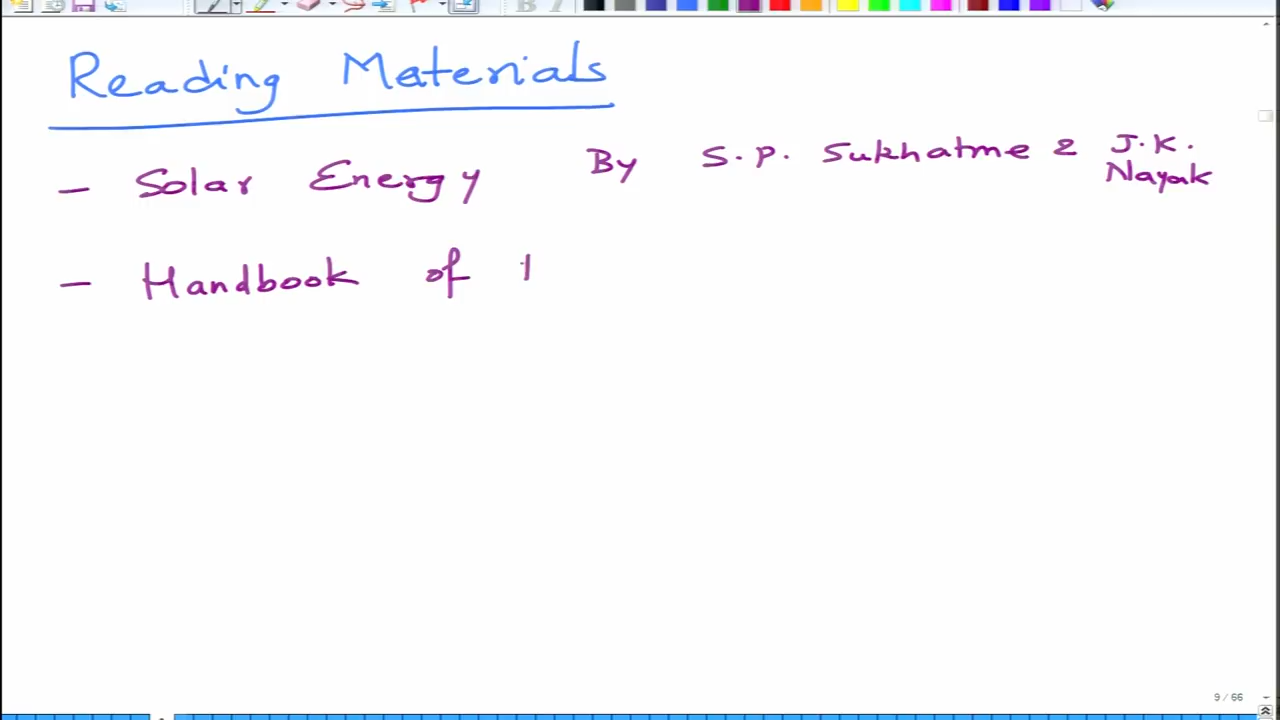 Reading Materials
- Solar Energy By S.P. Sukhatme & J.K. Nayak
- Handbook of
9 / 66